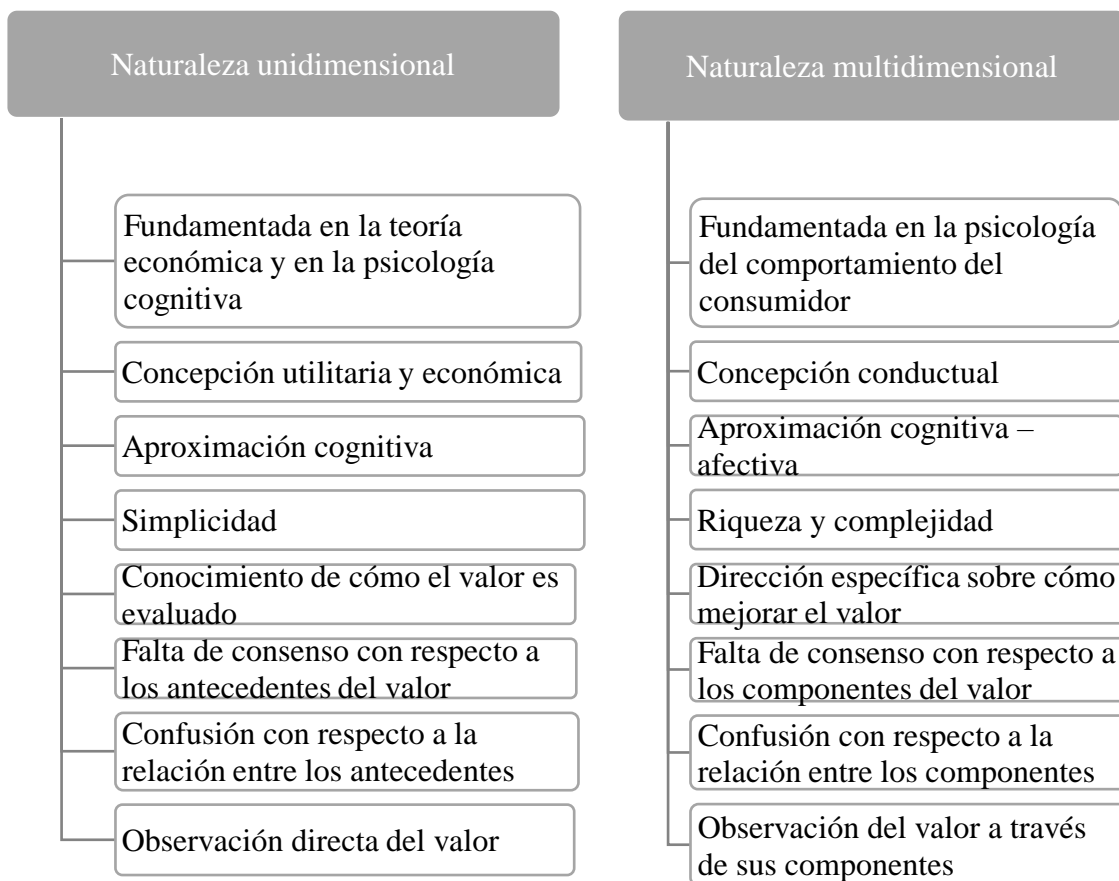 Naturaleza unidimensional
Fundamentada en la teoría
económica y en la psicología
cognitiva
Concepción utilitaria y económica
Aproximación cognitiva
Simplicidad
Conocimiento de cómo el valor es
evaluado
Falta de consenso con respecto a
los antecedentes del valor
Confusión con respecto a la
relación entre los antecedentes
Observación directa del valor
Naturaleza multidimensional
Fundamentada en la psicología
del comportamiento del
consumidor
Concepción conductual
Aproximación cognitiva –
afectiva
Riqueza y complejidad
Dirección específica sobre cómo
mejorar el valor
Falta de consenso con respecto a
los componentes del valor
Confusión con respecto a la
relación entre los componentes
Observación del valor a través
de sus componentes